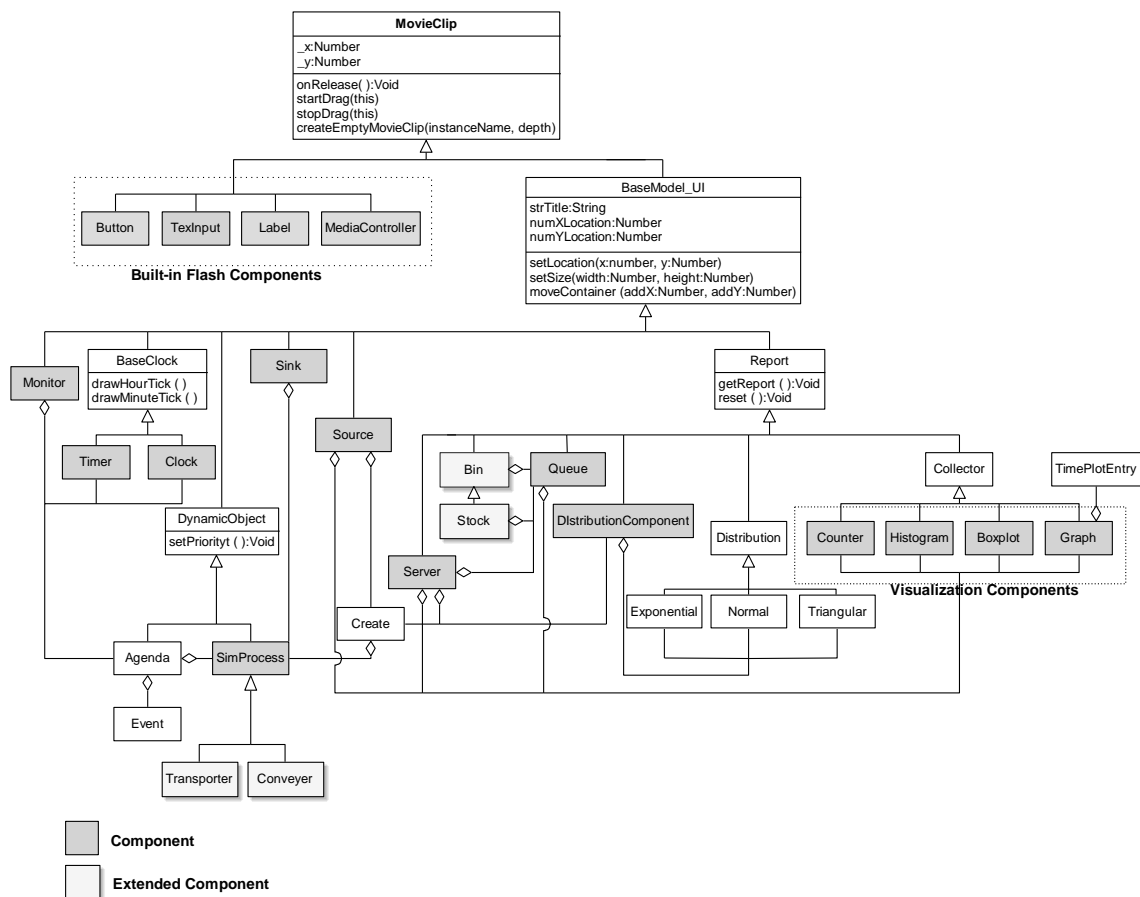 MovieClip
_x:Number
_y:Number
onRelease( ):Void
startDrag(this)
stopDrag(this)
createEmptyMovieClip(instanceName, depth)
Button
TexInput
Label
MediaController
Built-in Flash Components
BaseModel_UI
strTitle:String
numXLocation:Number
numYLocation:Number
setLocation(x:number, y:Number)
setSize(width:Number, height:Number)
moveContainer (addX:Number, addY:Number)
Monitor
BaseClock
drawHourTick ( )
drawMinuteTick ( )
Sink
Report
getReport ( ):Void
reset ( ):Void
Timer
Clock
Source
Bin
Queue
Collector
TimePlotEntry
DynamicObject
setPriorityt ( ):Void
Stock
DIstributionComponent
Distribution
Counter
Histogram
Boxplot
Graph
Visualization Components
Server
Create
Exponential
Normal
Triangular
Agenda
SimProcess
Event
Transporter
Conveyer
Component
Extended Component